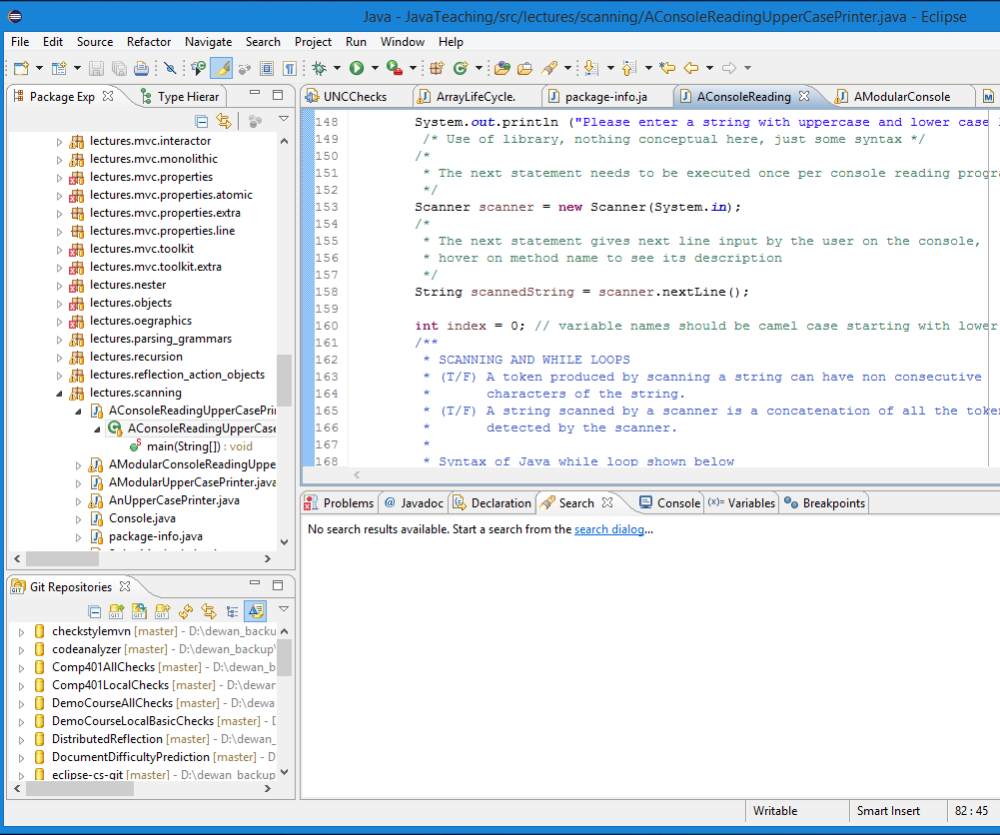 Java - JavaTeaching/src/lectures/scanning/AConsoleReadingUpperCasePrinter.java - Eclipse
File Edit Source Refactor Navigate Search Project Run Window Help
Package Exp Type Hierar
lectures.mvc.interactor
lectures.mvc.monolithic
lectures.mvc.properties
lectures.mvc.properties.atomic
lectures.mvc.properties.extra
lectures.mvc.properties.line
lectures.mvc.toolkit
lectures.mvc.toolkit.extra
lectures.nester
lectures.objects
lectures.oegraphics
lectures.parsing_grammars
lectures.recursion
lectures.reflection_action_objects
lectures.scanning
AConsoleReadingUpperCasePri
AConsoleReadingUpperCase
main(String[]) : void
AModularConsoleReadingUppe
AModularUpperCasePrinter.java
AnUpperCasePrinter.java
Console.java
package-info.java
UNCChecks ArrayLifeCycle. package-info.ja AConsoleReading AModularConsole
148 System.out.println ("Please enter a string with uppercase and lower case
149 /* Use of library, nothing conceptual here, just some syntax */
150 /*
151 * The next statement needs to be executed once per console reading progra
152 */
153 Scanner scanner = new Scanner(System.in);
154 /*
155 * The next statement gives next line input by the user on the console,
156 * hover on method name to see its description
157 */
158 String scannedString = scanner.nextLine();
159
160 int index = 0; // variable names should be camel case starting with lower
161 /**
162 * SCANNING AND WHILE LOOPS
163 * (T/F) A token produced by scanning a string can have non consecutive
164 * characters of the string.
165 * (T/F) A string scanned by a scanner is a concatenation of all the toke
166 * detected by the scanner.
167 *
168 * Syntax of Java while loop shown below
Problems @ Javadoc Declaration Search Console (x)= Variables Breakpoints
No search results available. Start a search from the search dialog...
Git Repositories
checkstylemvn [master] - D:\dewan_backu
codeanalyzer [master] - D:\dewan_backup\
Comp401AllChecks [master] - D:\dewan_b
Comp401LocalChecks [master] - D:\dewan
DemoCourseAllChecks [master] - D:\dewa
DemoCourseLocalBasicChecks [master] - D
DistributedReflection [master] - D:\dewan_
DocumentDifficultyPrediction [master] - D
eclipse-cs-git [master] - D:\dewan_backup
Writable Smart Insert 82 : 45